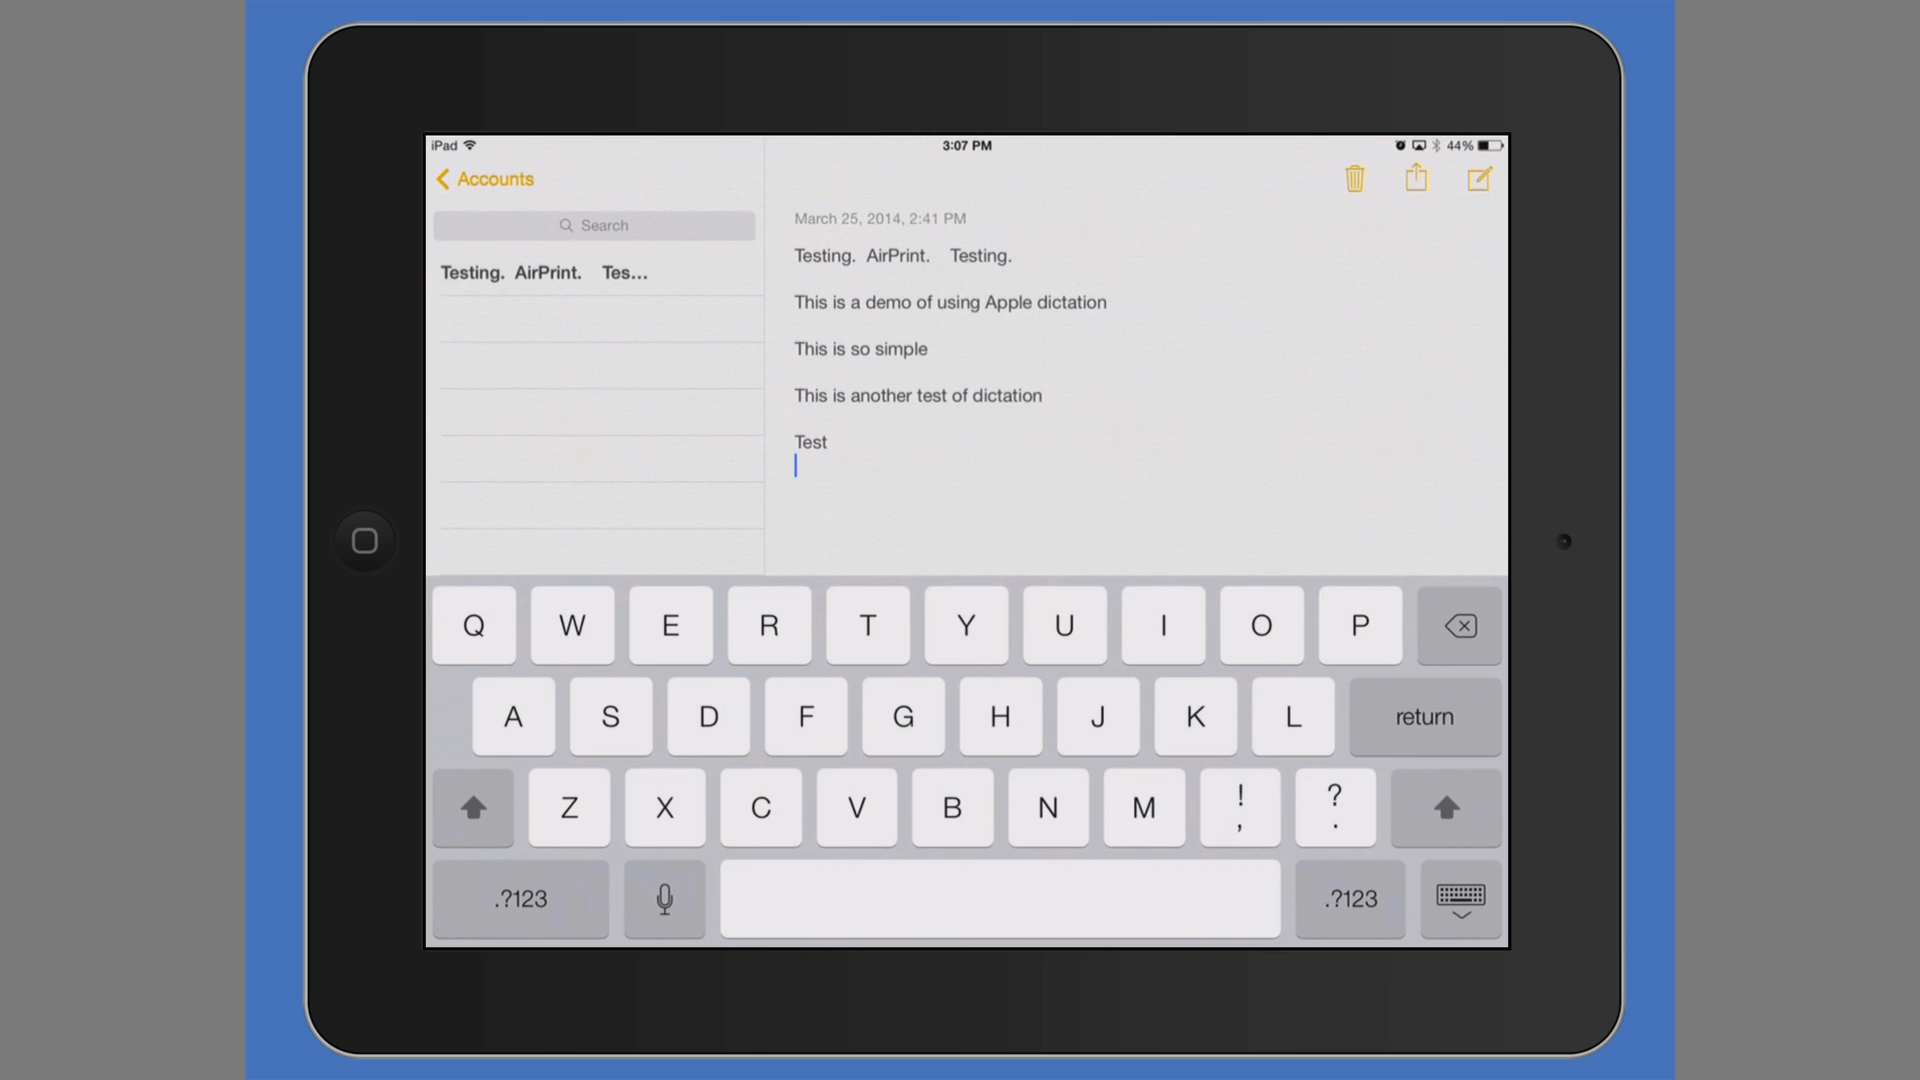 iPad
3:07 PM
44%
Accounts
Search
Testing.  AirPrint.    Tes...
March 25, 2014, 2:41 PM
Testing.  AirPrint.    Testing.
This is a demo of using Apple dictation
This is so simple
This is another test of dictation
Test
Q W E R T Y U I O P
A S D F G H J K L return
Z X C V B N M ! , ? .
.?123 .?123